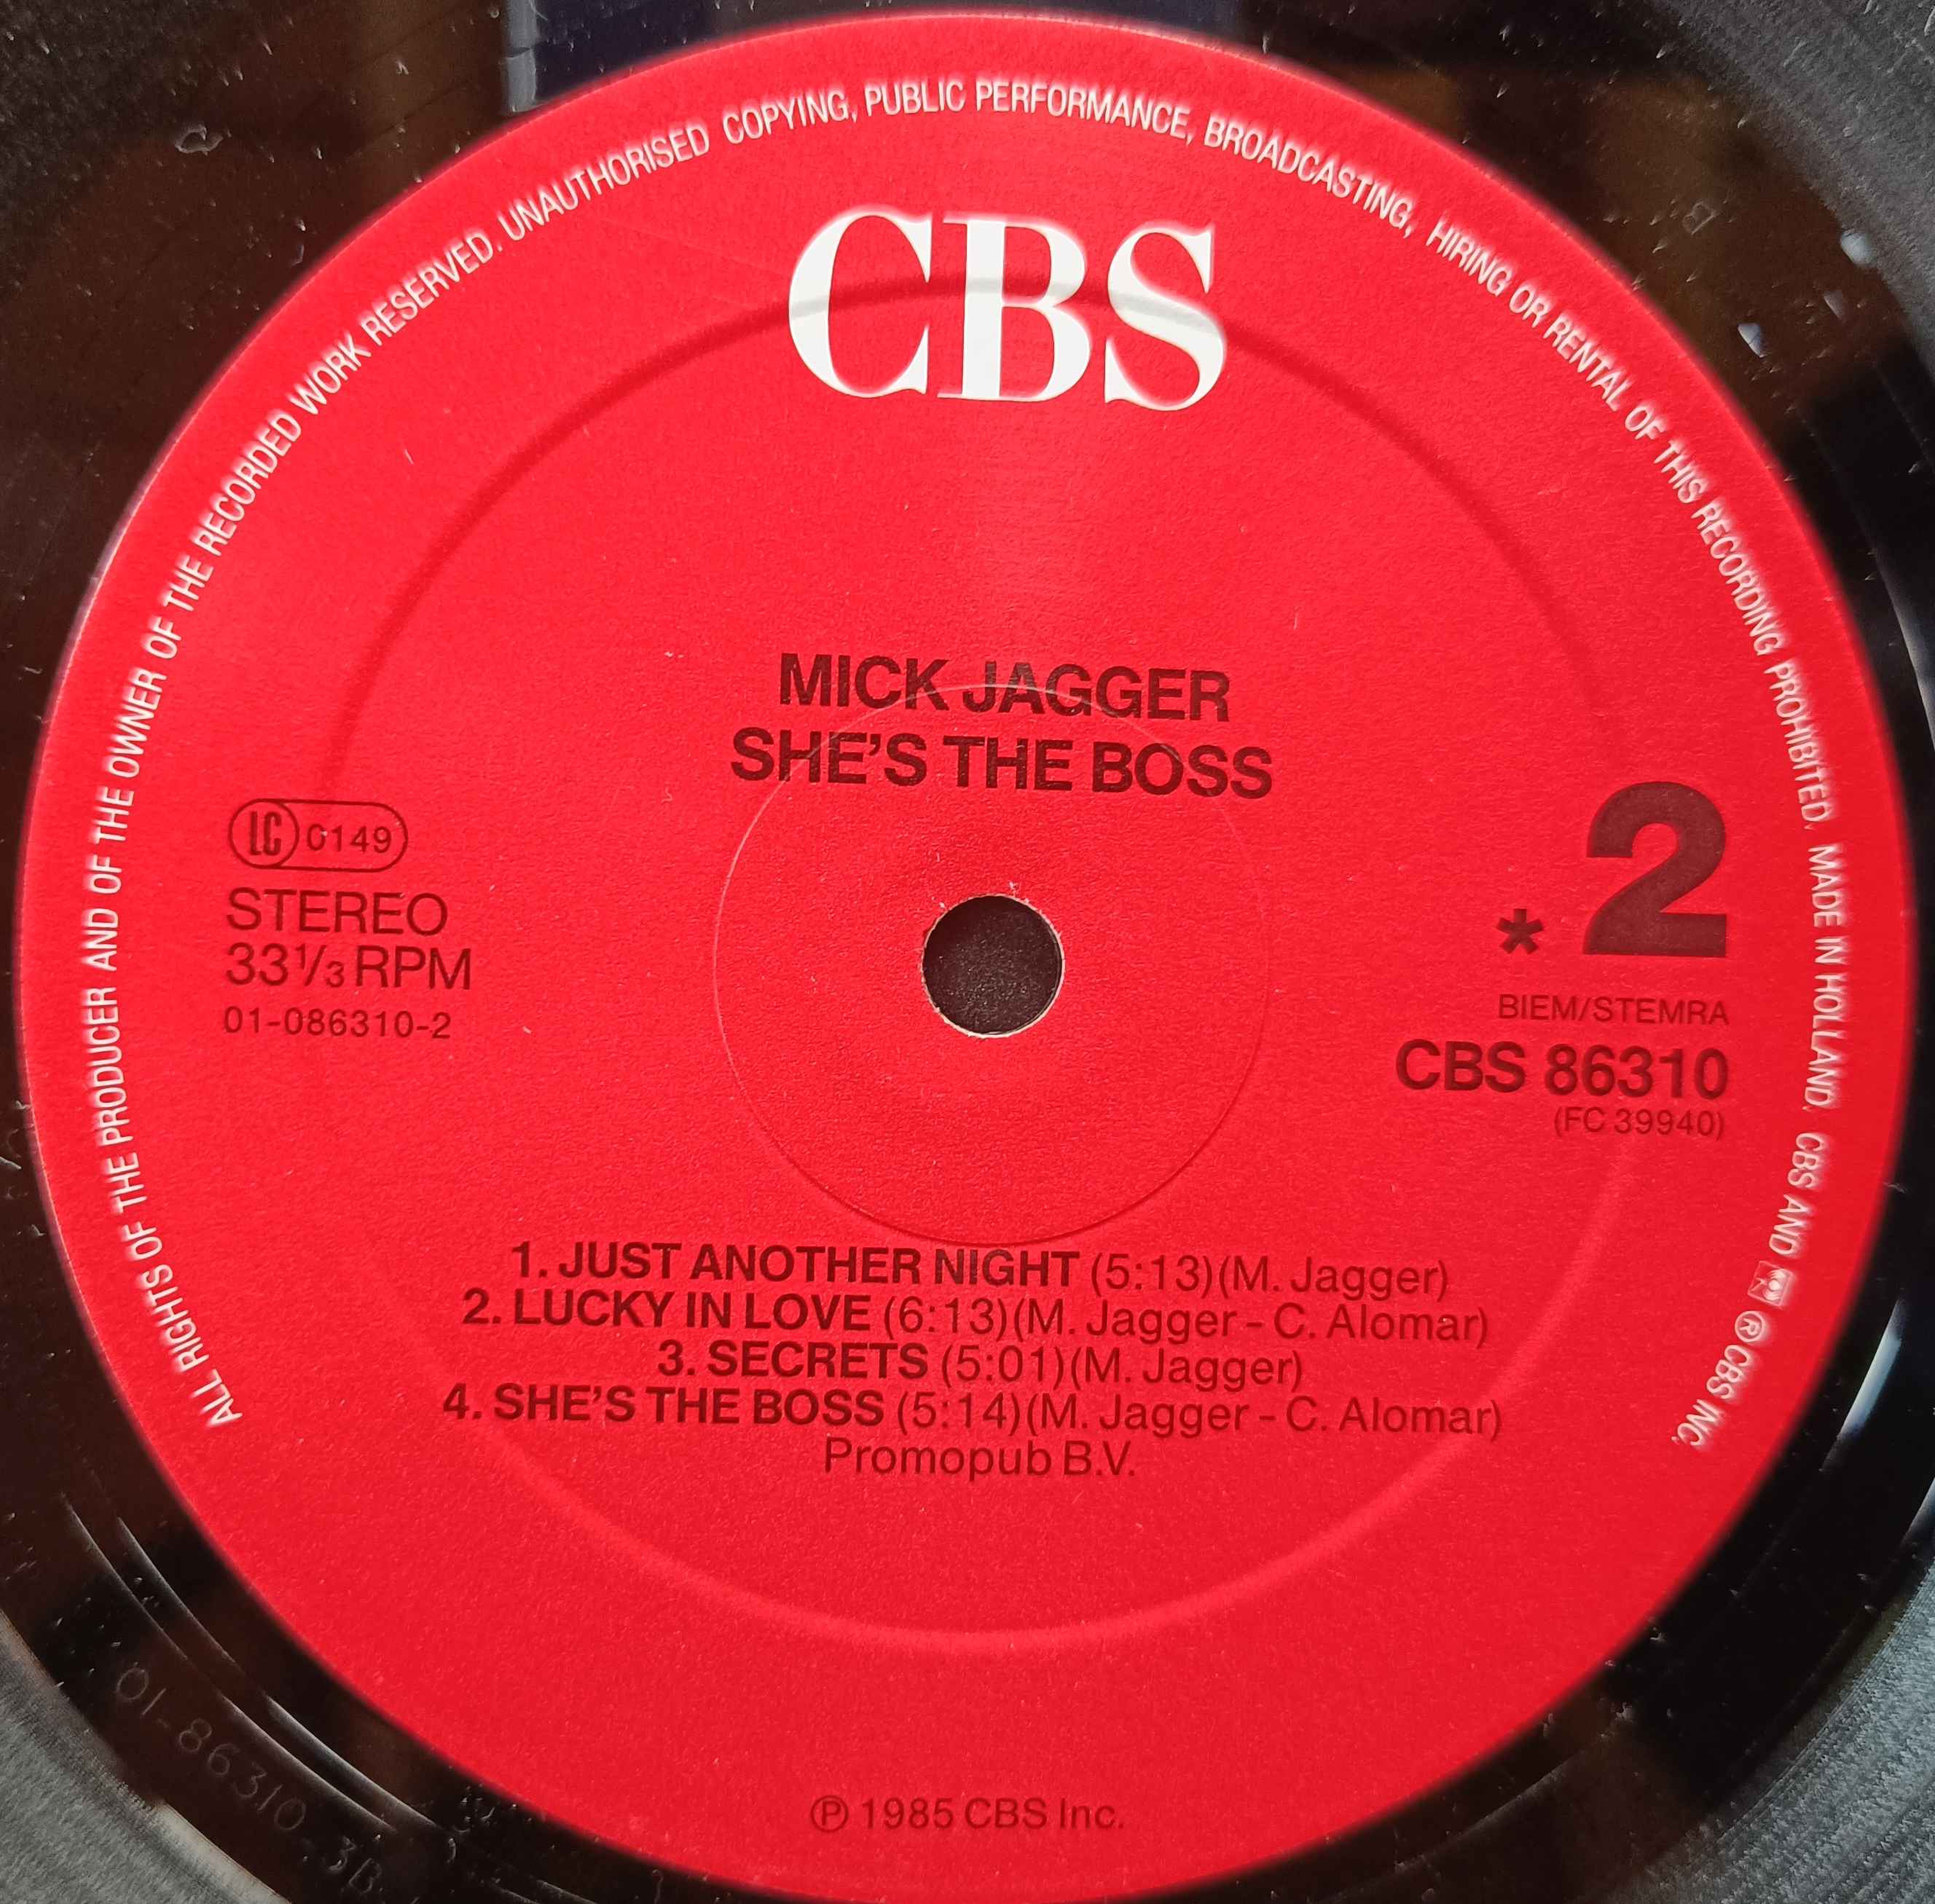 ALL RIGHTS OF THE PRODUCER AND OF THE OWNER OF THE RECORDED WORK RESERVED. UNAUTHORISED COPYING, PUBLIC PERFORMANCE, BROADCASTING, HIRING OR RENTAL OF THIS RECORDING PROHIBITED. MADE IN HOLLAND. CBS AND ® CBS INC.
CBS
MICK JAGGER
SHE'S THE BOSS
LC 0149
STEREO
33 1/3 RPM
01-086310-2
* 2
BIEM/STEMRA
CBS 86310
(FC 39940)
1. JUST ANOTHER NIGHT (5:13)(M. Jagger)
2. LUCKY IN LOVE (6:13)(M. Jagger - C. Alomar)
3. SECRETS (5:01)(M. Jagger)
4. SHE'S THE BOSS (5:14)(M. Jagger - C. Alomar)
Promopub B.V.
℗ 1985 CBS Inc.
01-86310.3B